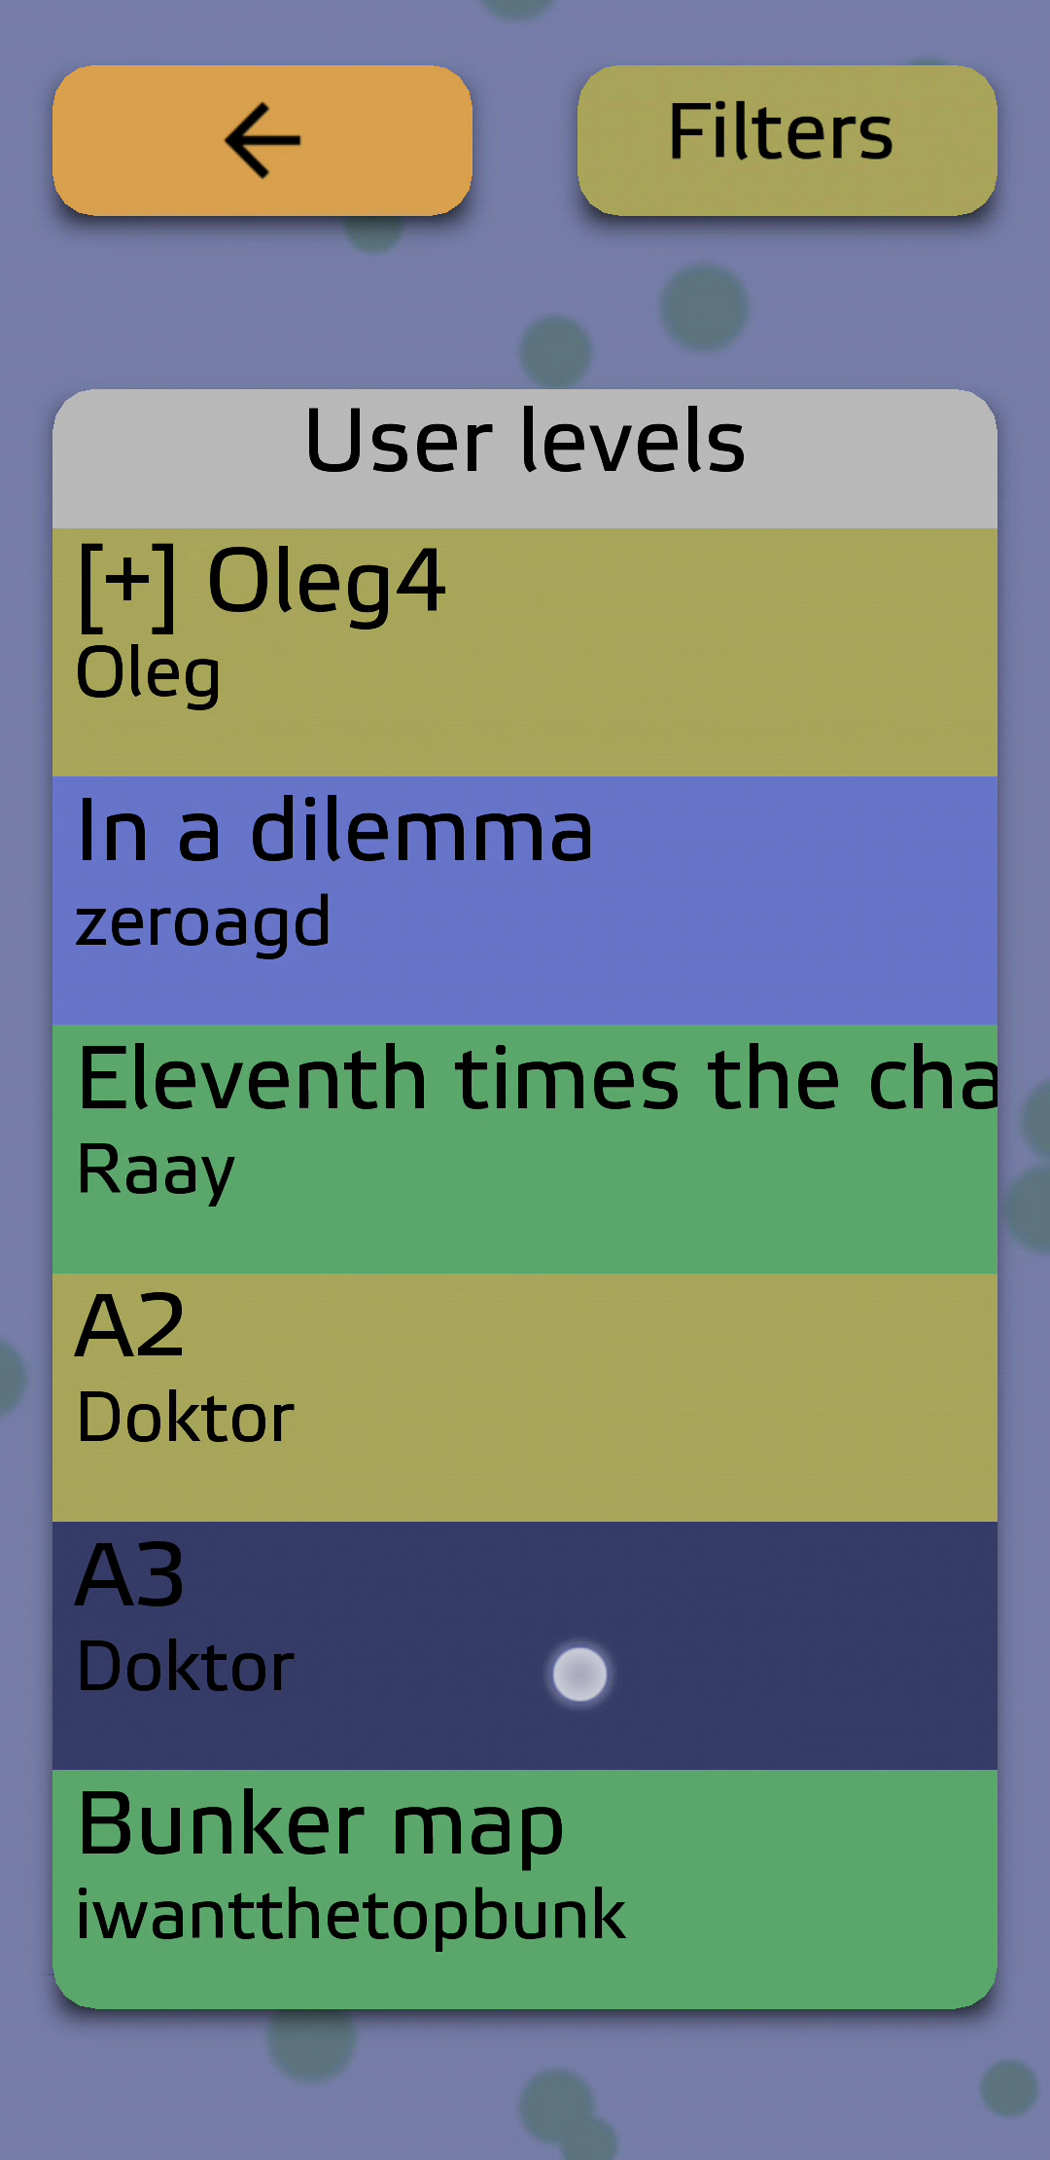 Filters
User levels
[+] Oleg4
Oleg
In a dilemma
zeroagd
Eleventh times the cha
Raay
A2
Doktor
A3
Doktor
Bunker map
iwantthetopbunk